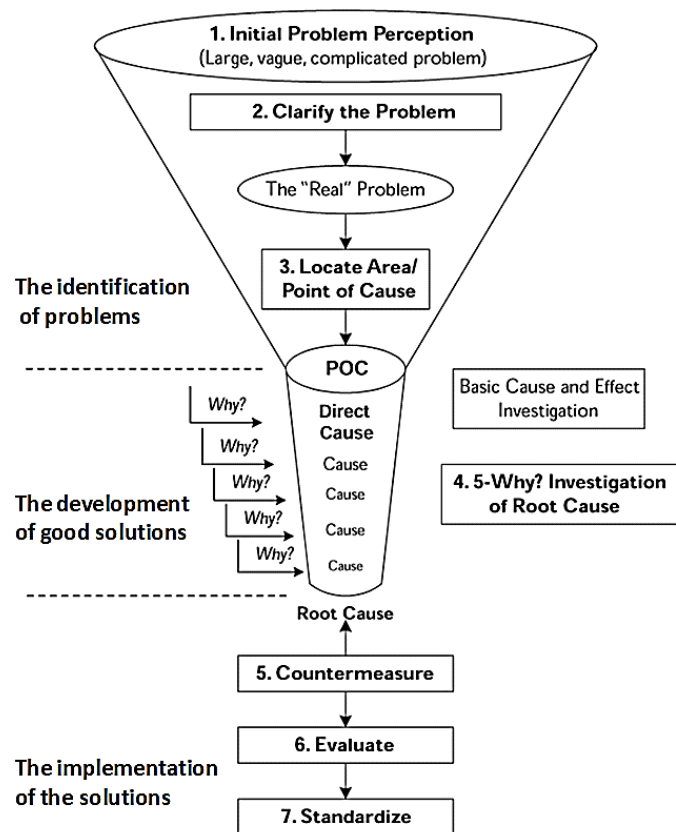 1. Initial Problem Perception
(Large, vague, complicated problem)
2. Clarify the Problem
The "Real" Problem
3. Locate Area/
Point of Cause
The identification
of problems
POC
Basic Cause and Effect
Investigation
Why?
Direct
Cause
Why?
Cause
Why?
Cause
Why?
Cause
Why?
Cause
4. 5-Why? Investigation
of Root Cause
The development
of good solutions
Root Cause
5. Countermeasure
6. Evaluate
The implementation
of the solutions
7. Standardize